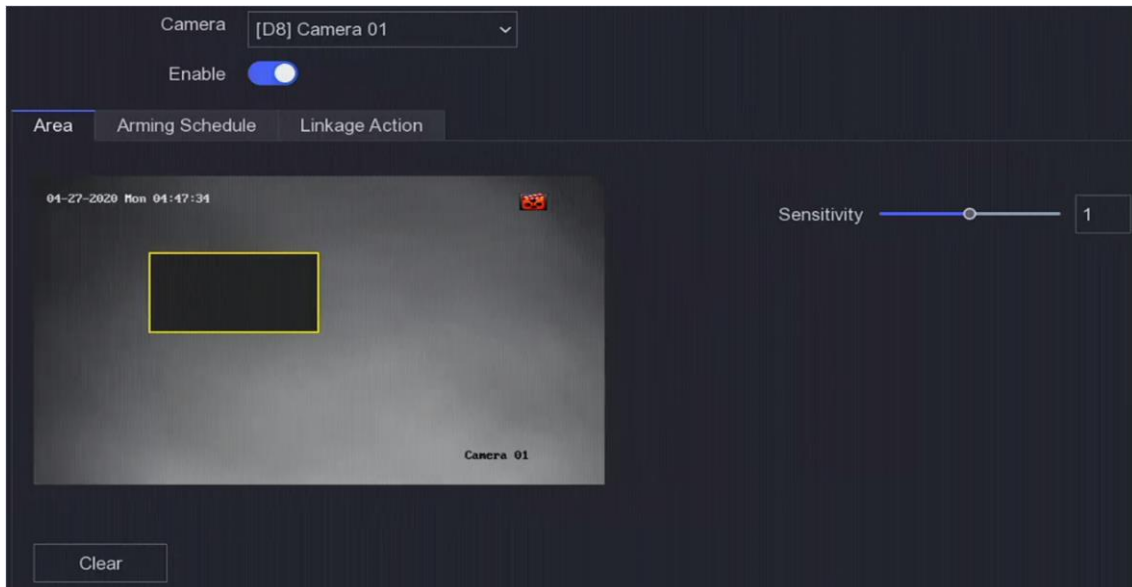 Camera [D8] Camera 01
Enable
Area Arming Schedule Linkage Action
04-27-2020 Mon 04:47:34
Sensitivity 1
Camera 01
Clear